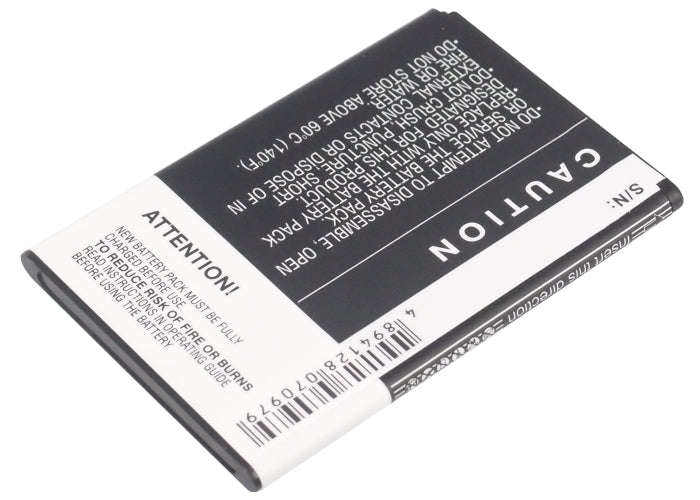 CAUTION
•DO NOT ATTEMPT TO DISASSEMBLE, OPEN
OR SERVICE THE BATTERY PACK.
•REPLACE ONLY WITH THE BATTERY PACK
DESIGNATED FOR THIS PRODUCT.
•DO NOT CRUSH, PUNCTURE, SHORT
EXTERNAL CONTACTS OR DISPOSE OF IN
FIRE OR WATER.
•DO NOT STORE ABOVE 60°C (140°F).
S/N:
ATTENTION!
NEW BATTERY PACK MUST BE FULLY
CHARGED BEFORE USE
TO REDUCE RISK OF FIRE OR BURNS
READ INSTRUCTIONS IN OPERATING GUIDE
BEFORE USING THE BATTERY
4894128070979
Insert this direction